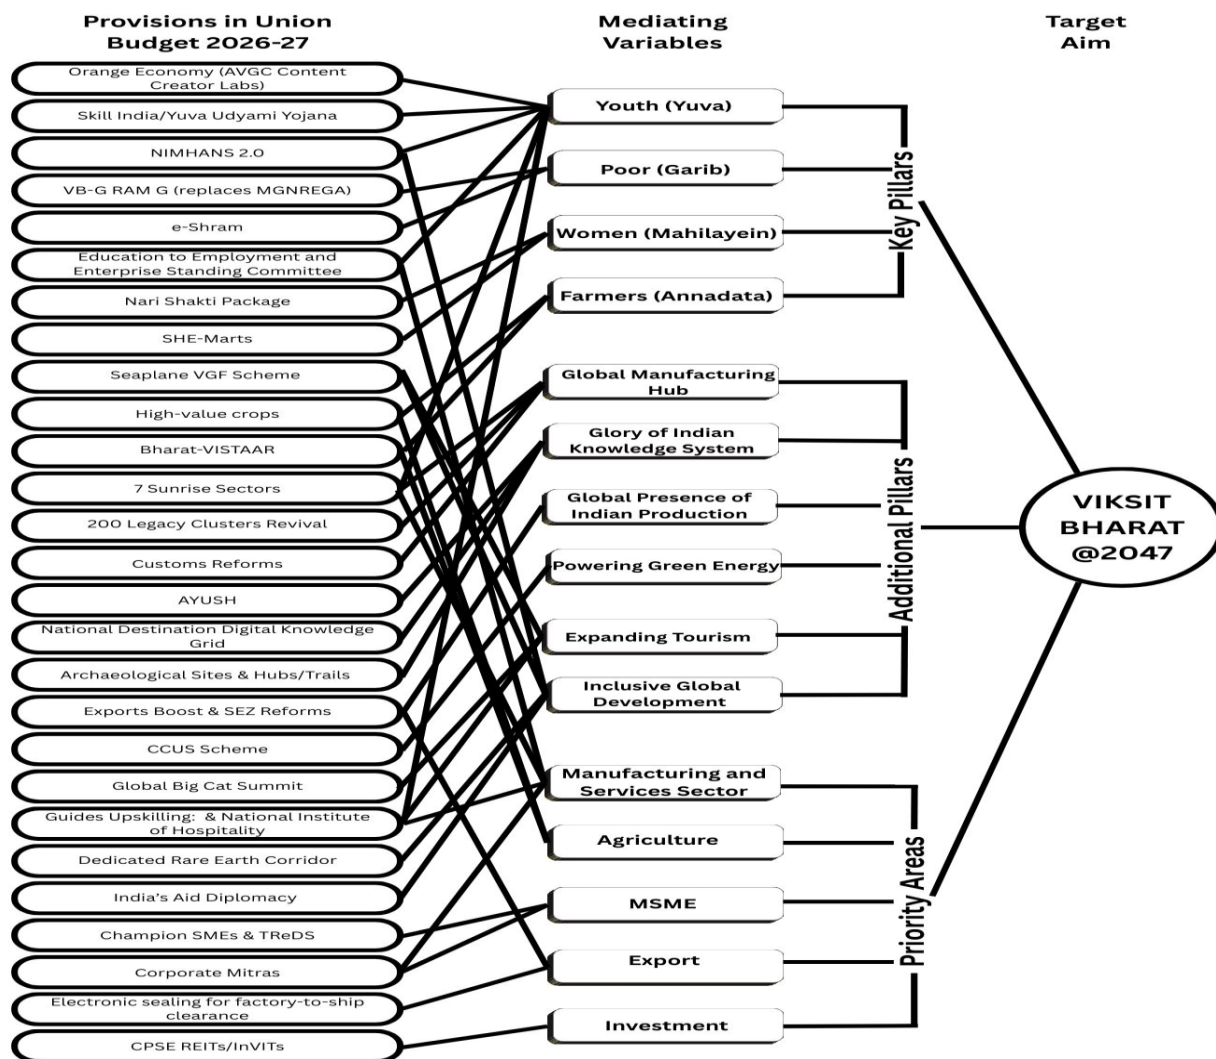 Provisions in Union
Budget 2026-27
Orange Economy (AVGC Content
Creator Labs)
Skill India/Yuva Udyami Yojana
NIMHANS 2.0
VB-G RAM G (replaces MGNREGA)
e-Shram
Education to Employment and
Enterprise Standing Committee
Nari Shakti Package
SHE-Marts
Seaplane VGF Scheme
High-value crops
Bharat-VISTAAR
7 Sunrise Sectors
200 Legacy Clusters Revival
Customs Reforms
AYUSH
National Destination Digital Knowledge
Grid
Archaeological Sites & Hubs/Trails
Exports Boost & SEZ Reforms
CCUS Scheme
Global Big Cat Summit
Guides Upskilling: & National Institute
of Hospitality
Dedicated Rare Earth Corridor
India's Aid Diplomacy
Champion SMEs & TReDS
Corporate Mitras
Electronic sealing for factory-to-ship
clearance
CPSE REITs/InVITs
Mediating
Variables
Youth (Yuva)
Poor (Garib)
Women (Mahilayein)
Farmers (Annadata)
Global Manufacturing
Hub
Glory of Indian
Knowledge System
Global Presence of
Indian Production
Powering Green Energy
Expanding Tourism
Inclusive Global
Development
Manufacturing and
Services Sector
Agriculture
MSME
Export
Investment
Key Pillars
Additional Pillars
Priority Areas
Target
Aim
VIKSIT
BHARAT
@2047